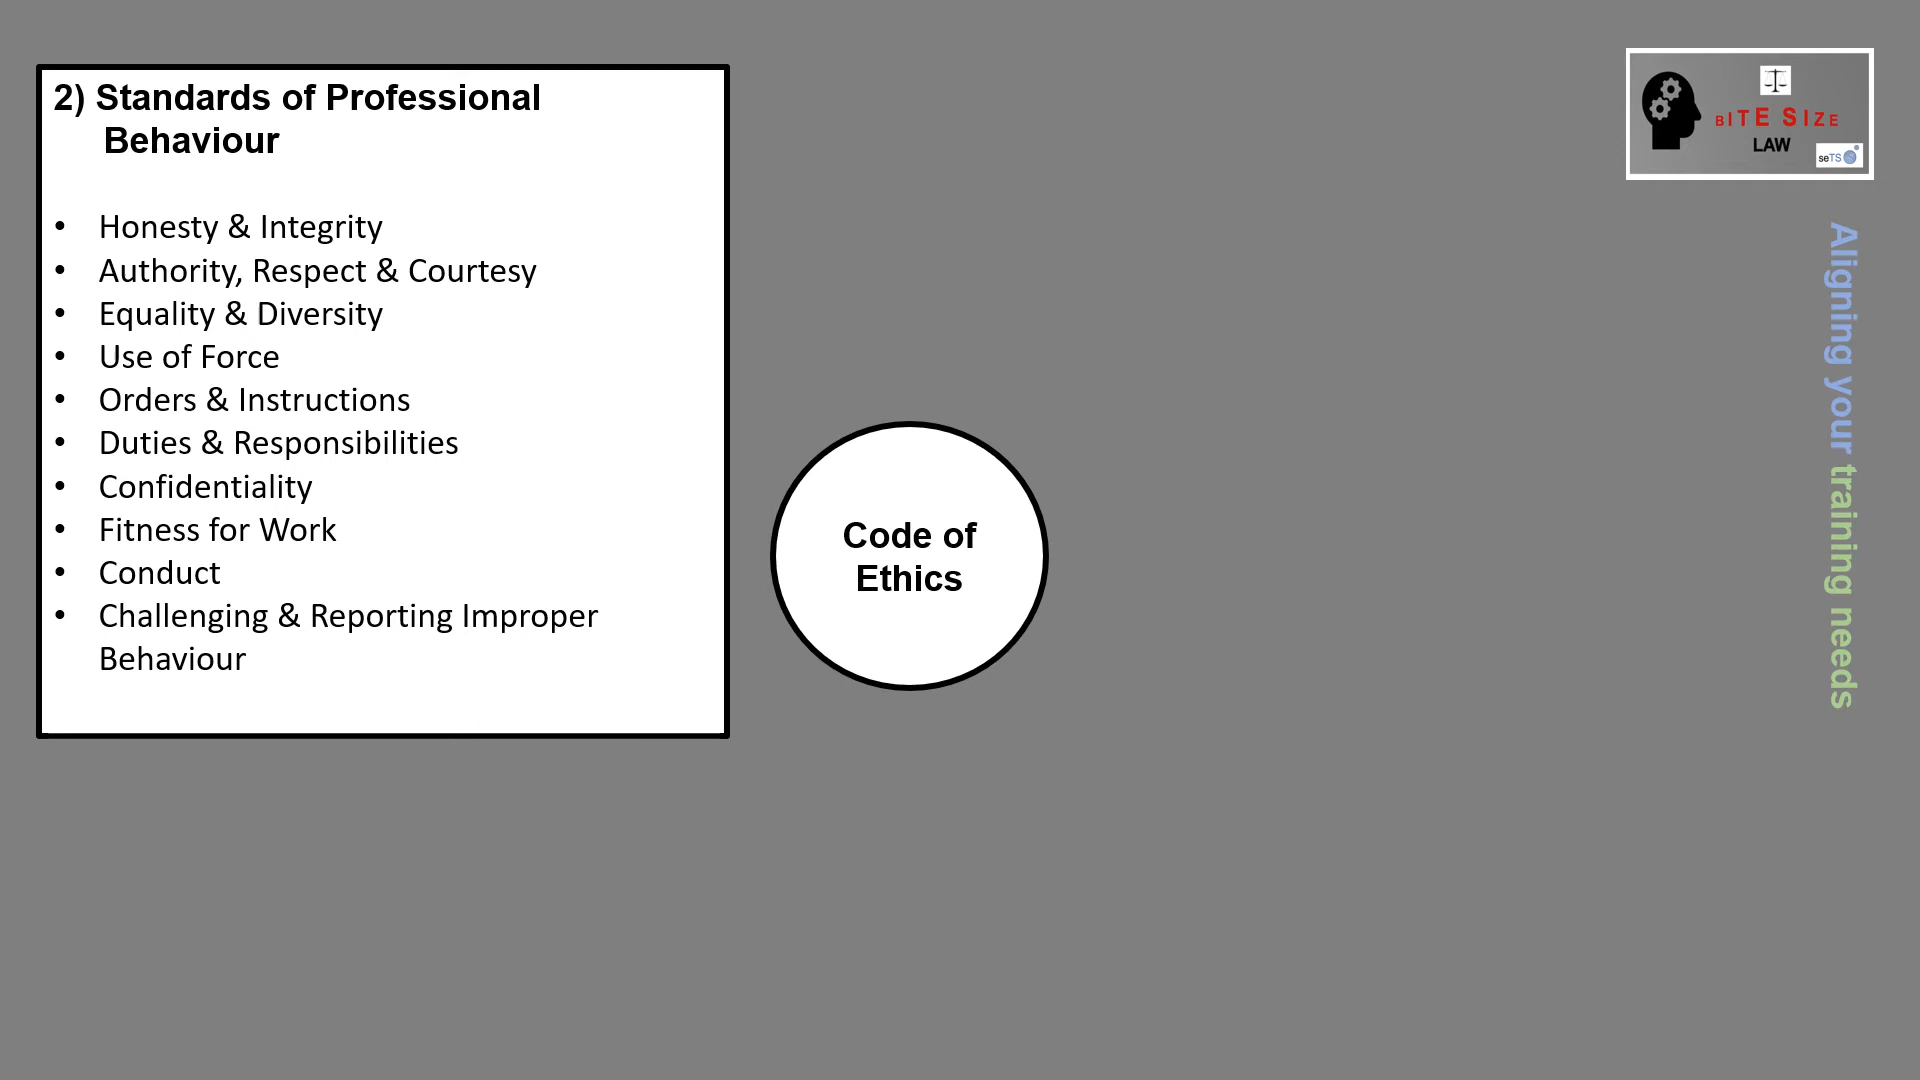 2) Standards of Professional
Behaviour
• Honesty & Integrity
• Authority, Respect & Courtesy
• Equality & Diversity
• Use of Force
• Orders & Instructions
• Duties & Responsibilities
• Confidentiality
• Fitness for Work
• Conduct
• Challenging & Reporting Improper
Behaviour
Code of
Ethics
BITE SIZE
LAW
seTS
Aligning your training needs